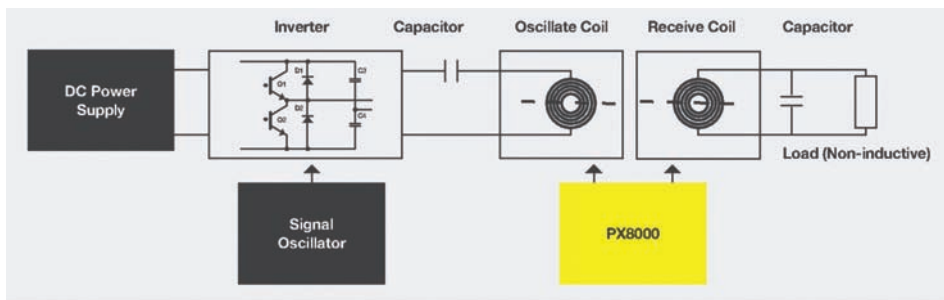 Inverter
Capacitor
Oscillate Coil
Receive Coil
Capacitor
DC Power
Supply
D1
Q1
D2
Q2
C3
C4
Load (Non-inductive)
Signal
Oscillator
PX8000